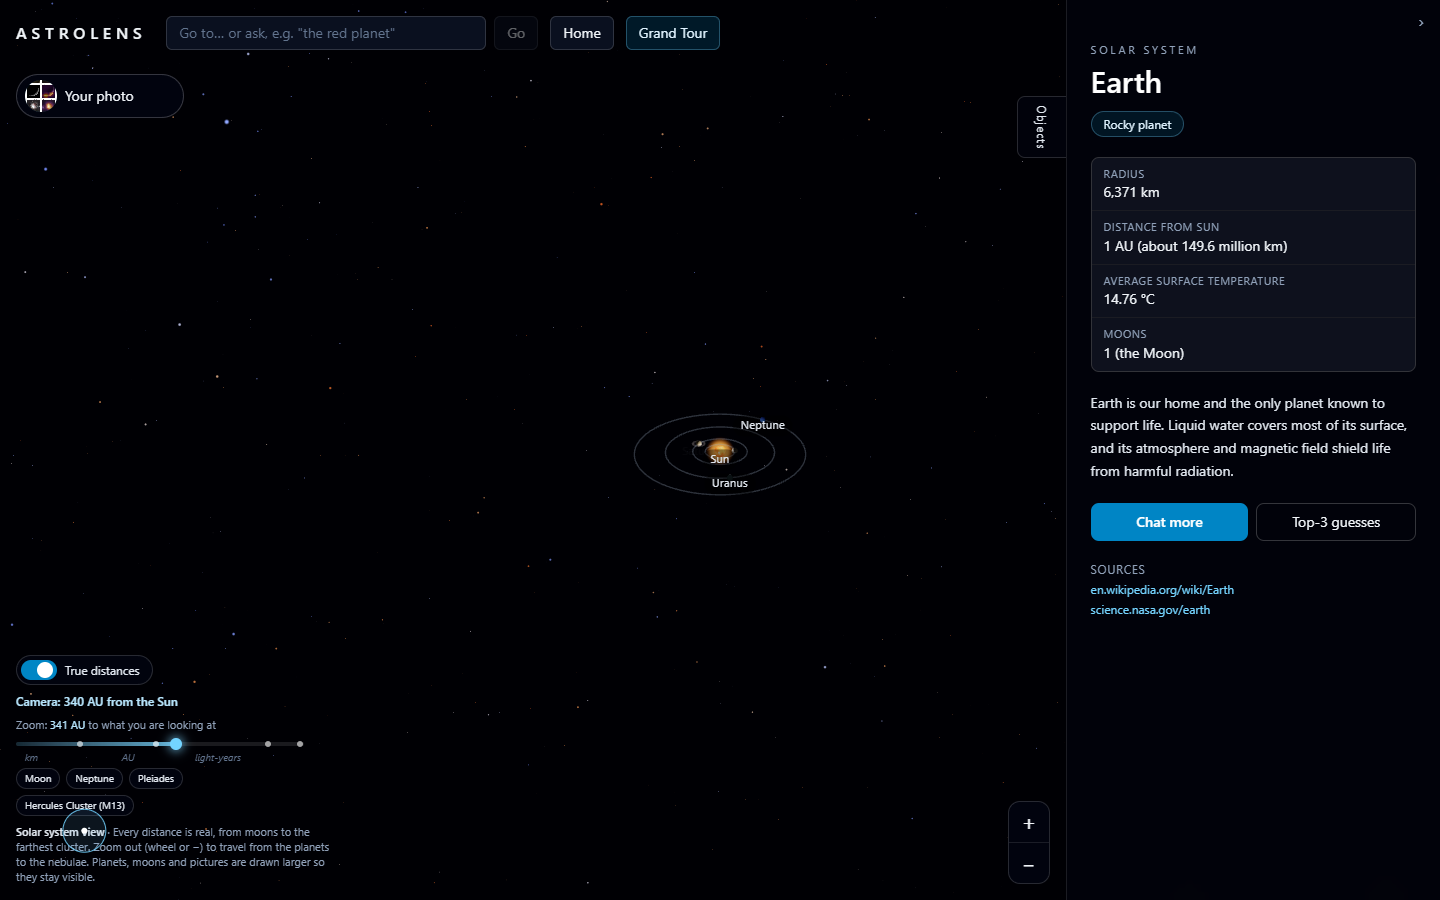 ASTROLENS
Go to... or ask, e.g. "the red planet"
Go
Home
Grand Tour
Your photo
Objects
Neptune
Sun
Uranus
True distances
Camera: 340 AU from the Sun
Zoom: 341 AU to what you are looking at
km AU light-years
Moon Neptune Pleiades
Hercules Cluster (M13)
Solar system view · Every distance is real, from moons to the
farthest cluster. Zoom out (wheel or −) to travel from the planets
to the nebulae. Planets, moons and pictures are drawn larger so
they stay visible.
+
−
›
SOLAR SYSTEM
Earth
Rocky planet
RADIUS
6,371 km
DISTANCE FROM SUN
1 AU (about 149.6 million km)
AVERAGE SURFACE TEMPERATURE
14.76 °C
MOONS
1 (the Moon)
Earth is our home and the only planet known to
support life. Liquid water covers most of its surface,
and its atmosphere and magnetic field shield life
from harmful radiation.
Chat more
Top-3 guesses
SOURCES
en.wikipedia.org/wiki/Earth
science.nasa.gov/earth